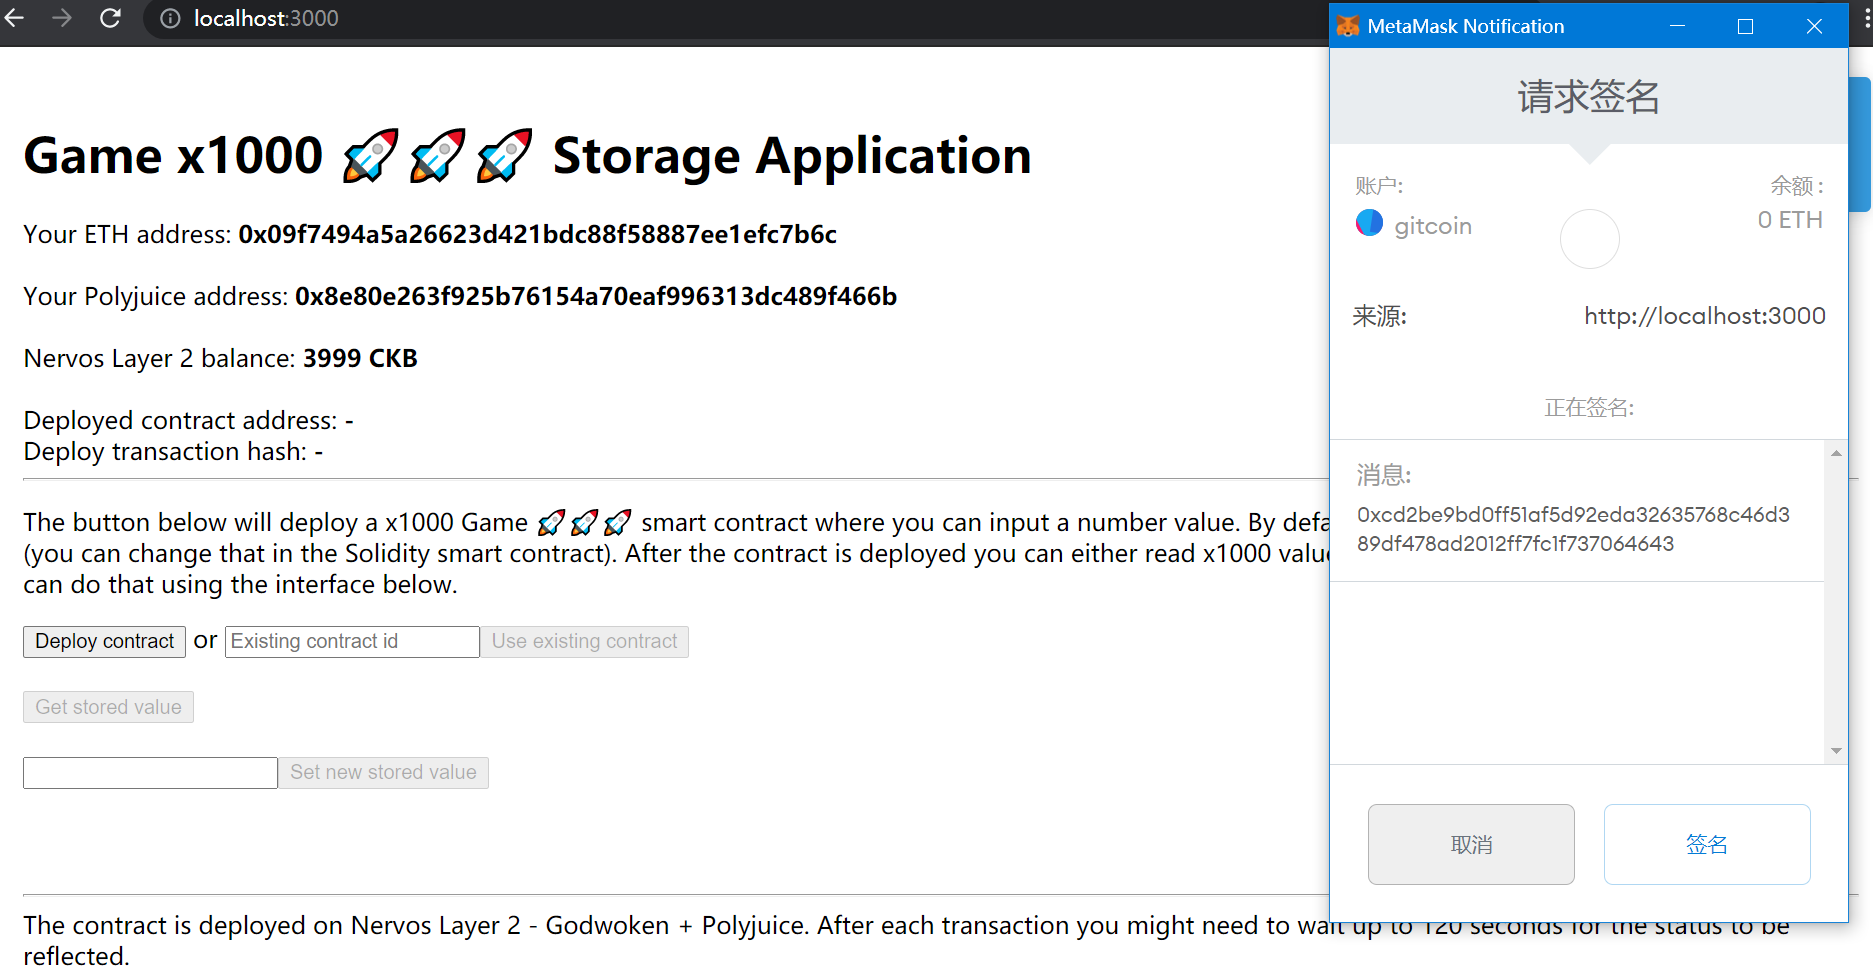 localhost:3000
Game x1000 🚀🚀🚀 Storage Application
Your ETH address: 0x09f7494a5a26623d421bdc88f58887ee1efc7b6c
Your Polyjuice address: 0x8e80e263f925b76154a70eaf996313dc489f466b
Nervos Layer 2 balance: 3999 CKB
Deployed contract address: -
Deploy transaction hash: -
The button below will deploy a x1000 Game 🚀🚀🚀 smart contract where you can input a number value. By
(you can change that in the Solidity smart contract). After the contract is deployed you can either read x1000
can do that using the interface below.
Deploy contract or Existing contract id Use existing contract
Get stored value
Set new stored value
The contract is deployed on Nervos Layer 2 - Godwoken + Polyjuice. After each transaction you might need to wait up to 120 seconds for the status to be
reflected.
MetaMask Notification
请求签名
账户:
余额 :
gitcoin
0 ETH
来源:
http://localhost:3000
正在签名:
消息:
0xcd2be9bd0ff51af5d92eda32635768c46d3
89df478ad2012ff7fc1f737064643
取消
签名